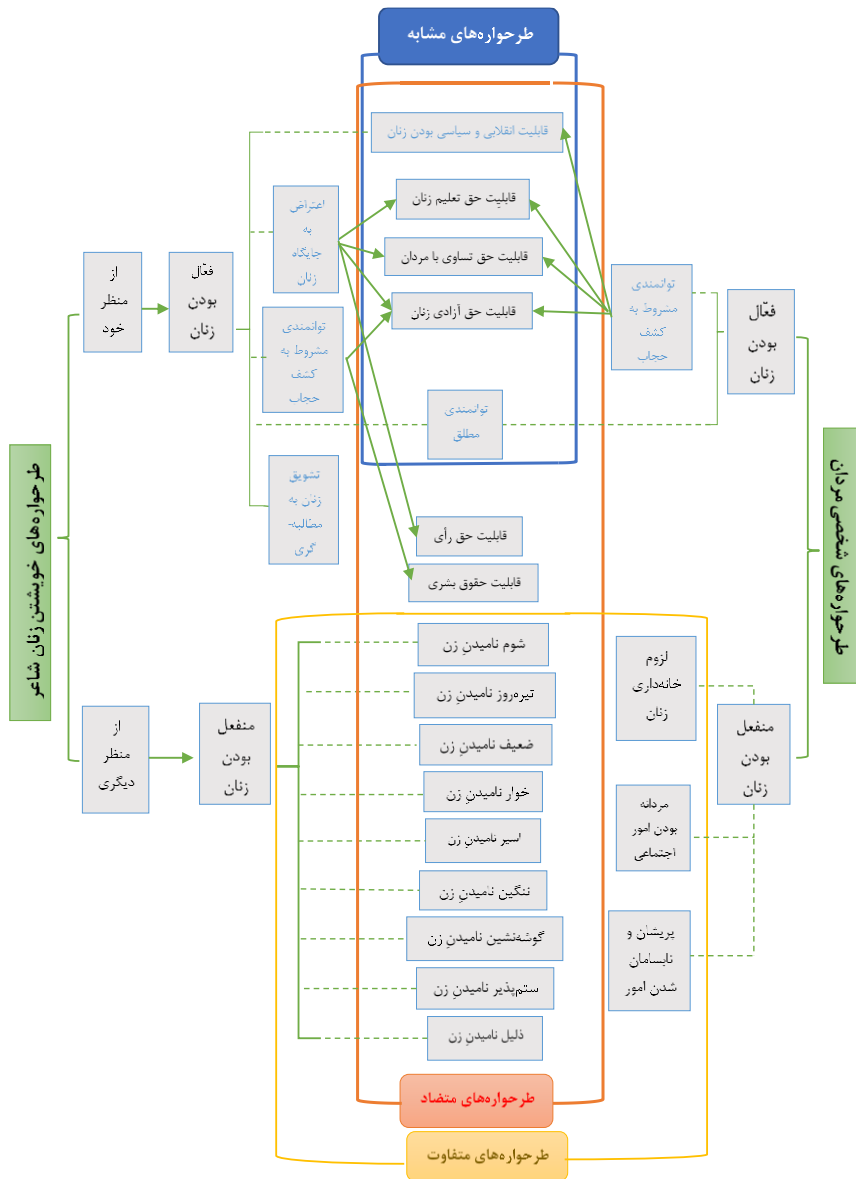 طرحواره‌های مشابه
قابلیت انقلابی و سیاسی بودن زنان
قابلیت حق تعلیم زنان
قابلیت حق تساوی با مردان
قابلیت حق آزادی زنان
توانمندی
مطلق
قابلیت حق رأی
قابلیت حقوق بشری
طرحواره‌های شخصی مردان
فعّال
بودن
زنان
توانمندی
مشروط به
کشف
حجاب
منفعل
بودن
زنان
لزوم
خانه‌داری
زنان
مردانه
بودن امور
اجتماعی
پریشان و
نابسامان
شدن امور
طرحواره‌های خویشتن زنان شاعر
از
منظر
خود
فعّال
بودن
زنان
اعتراض
به
جایگاه
زنان
توانمندی
مشروط به
کشف
حجاب
تشویق
زنان به
مطالبه-
گری
از
منظر
دیگری
منفعل
بودن
زنان
شوم نامیدنِ زن
تیره‌روز نامیدنِ زن
ضعیف نامیدنِ زن
خوار نامیدنِ زن
اسیر نامیدنِ زن
ننگین نامیدنِ زن
گوشه‌نشین نامیدنِ زن
ستم‌پذیر نامیدنِ زن
ذلیل نامیدنِ زن
طرحواره‌های متضاد
طرحواره‌های متفاوت